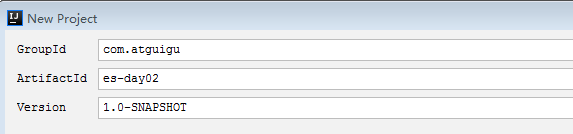 New Project
GroupId com.atguigu
ArtifactId es-day02
Version 1.0-SNAPSHOT